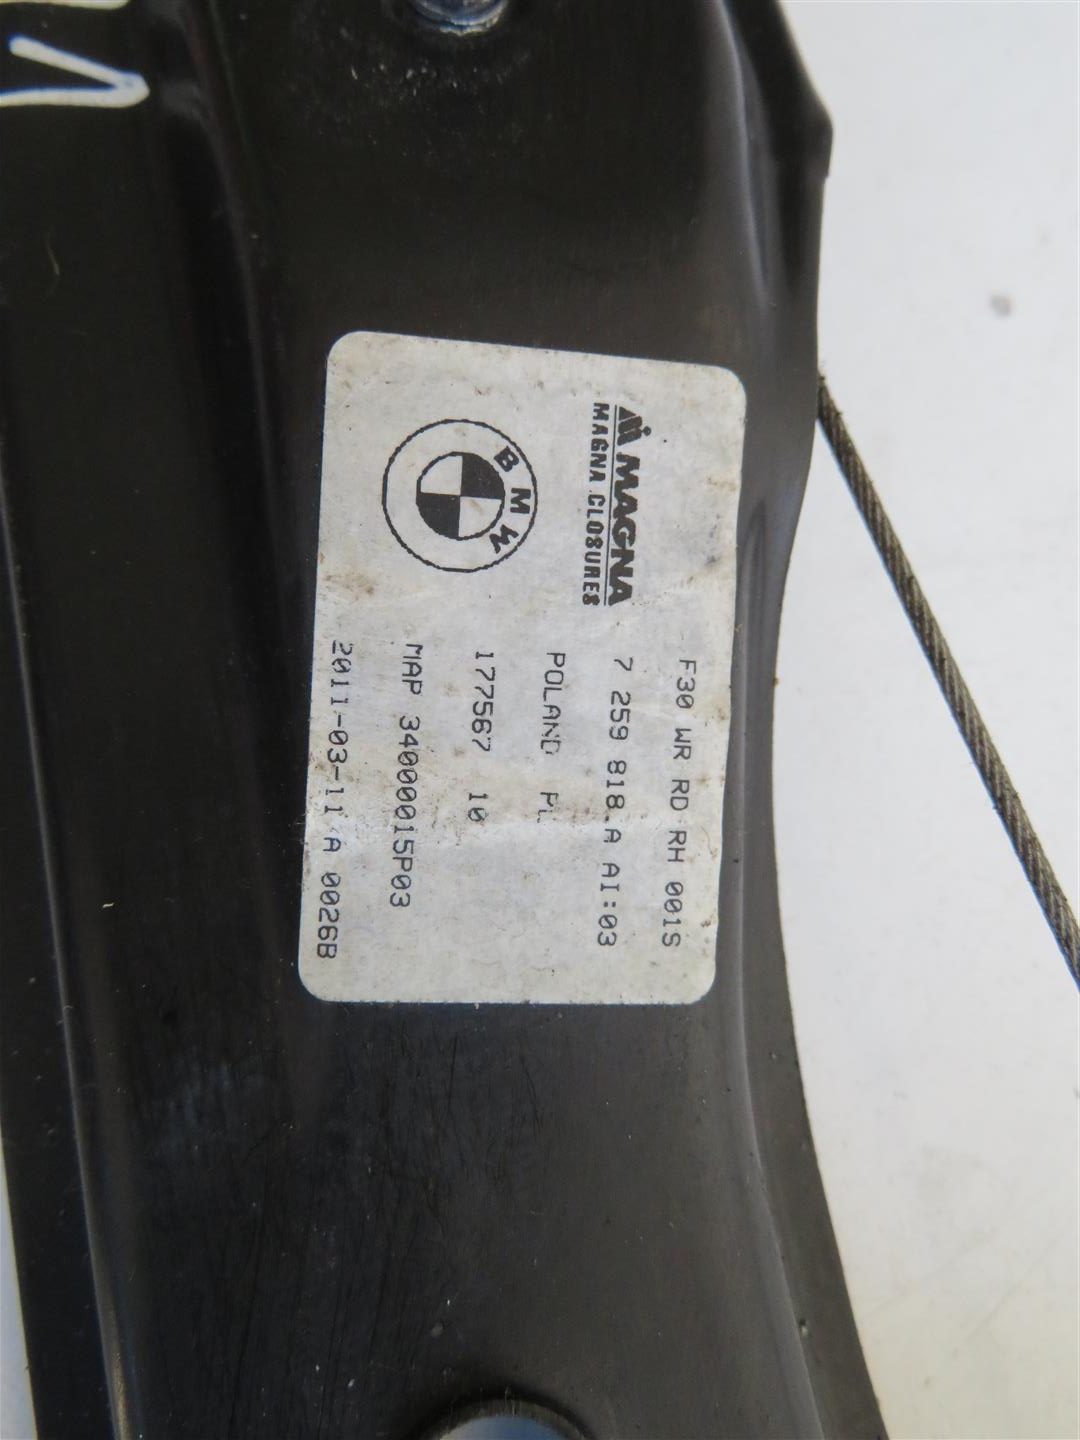 F30 WR RD RH 001S
MAGNA
MAGNA CLOSURES
7 259 818.A AI:03
POLAND PL
BMW
177567 10
MAP 3400015P03
2011-03-11 A 0026B